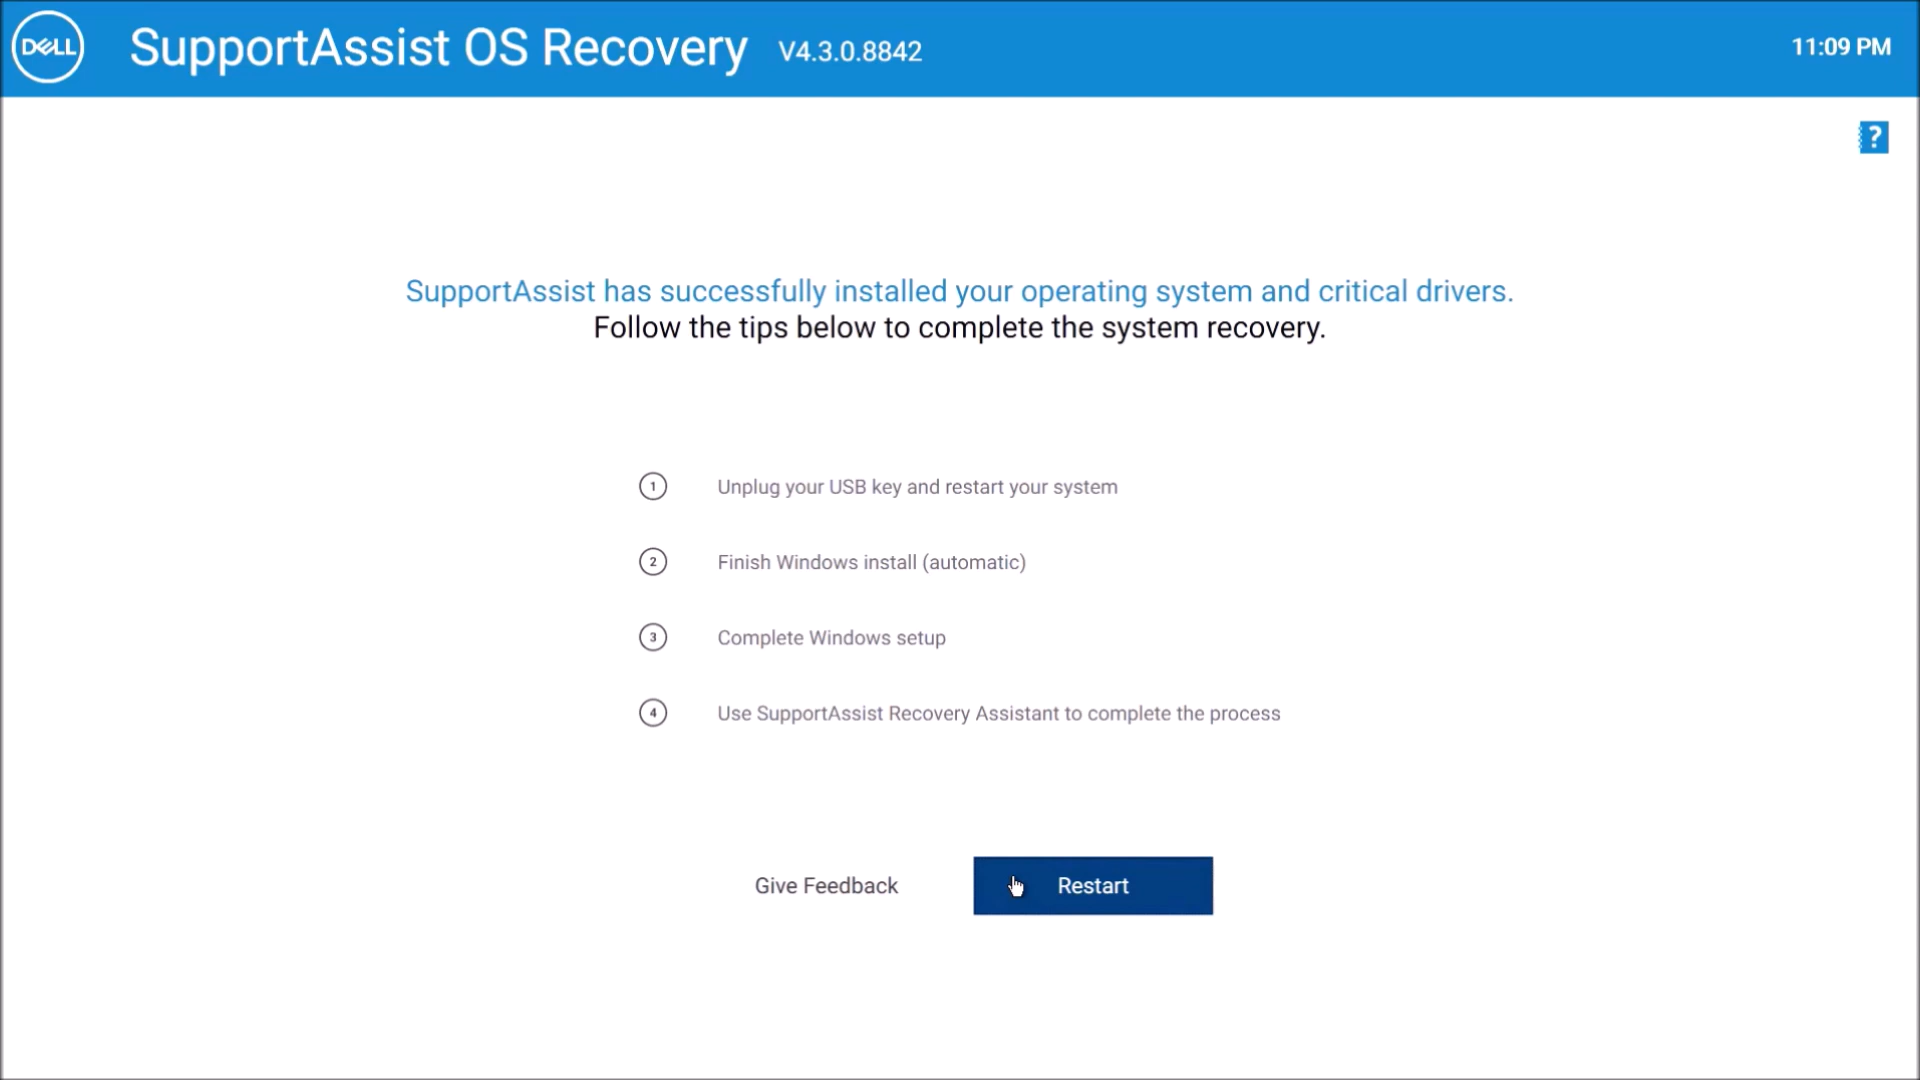 DELL
SupportAssist OS Recovery V4.3.0.8842
11:09 PM
?
SupportAssist has successfully installed your operating system and critical drivers.
Follow the tips below to complete the system recovery.
1 Unplug your USB key and restart your system
2 Finish Windows install (automatic)
3 Complete Windows setup
4 Use SupportAssist Recovery Assistant to complete the process
Give Feedback
Restart